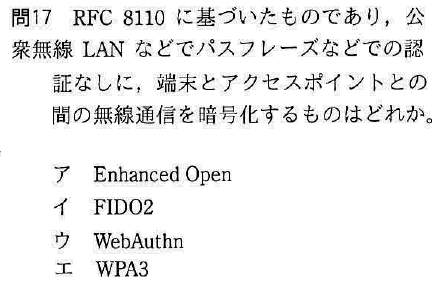 問17 RFC 8110 に基づいたものであり，公
衆無線 LAN などでパスフレーズなどでの認
証なしに，端末とアクセスポイントとの
間の無線通信を暗号化するものはどれか。
ア Enhanced Open
イ FIDO2
ウ WebAuthn
エ WPA3